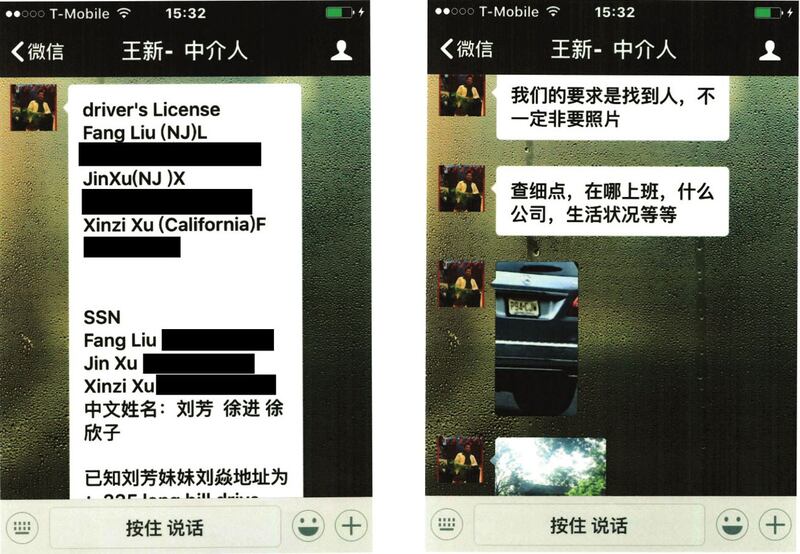 T-Mobile 15:32
微信 王新- 中介人
driver's License
Fang Liu (NJ)L
JinXu(NJ )X
Xinzi Xu (California)F
SSN
Fang Liu
Jin Xu
Xinzi Xu
中文姓名：刘芳 徐进 徐
欣子
已知刘芳妹妹刘焱地址为
按住 说话
T-Mobile 15:32
微信 王新- 中介人
我们的要求是找到人，不
一定非要照片
查细点，在哪上班，什么
公司，生活状况等等
按住 说话